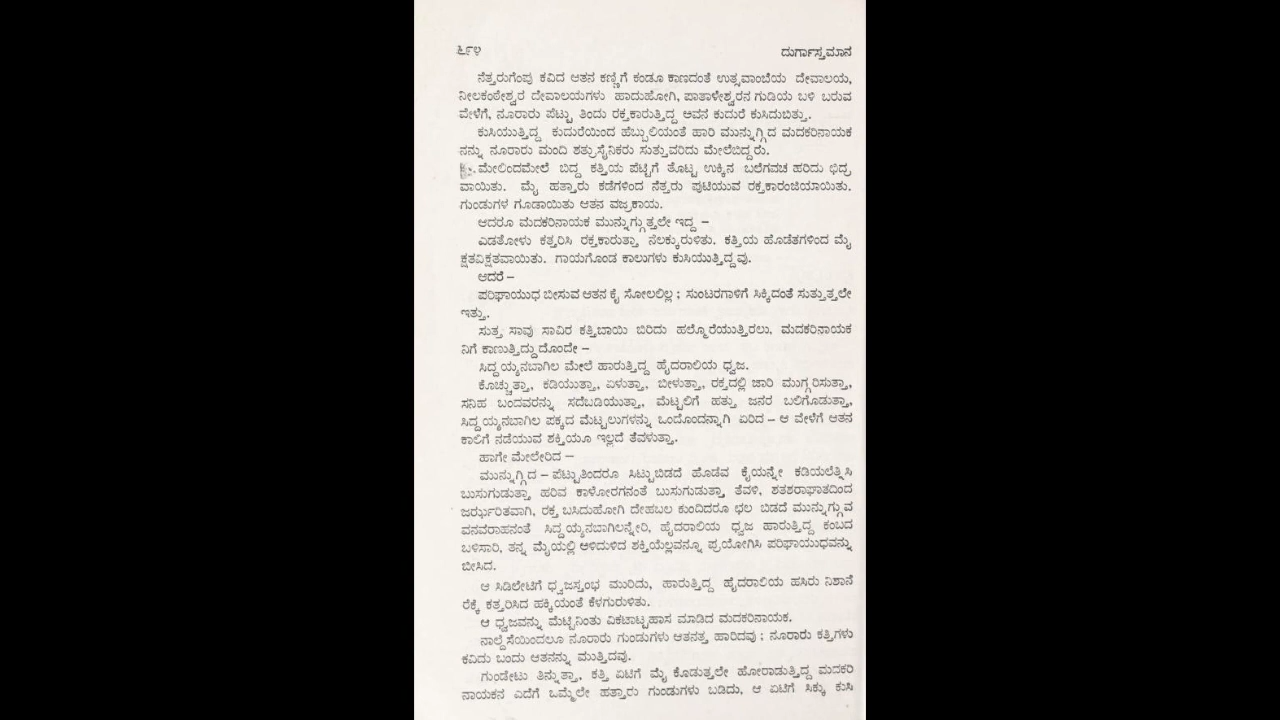 ೬೯೪ ದುರ್ಗಾಸ್ತಮಾನ
ನೆತ್ತರುಗೆಂಪು ಕವಿದ ಆತನ ಕಣ್ಣಿಗೆ ಕಂಡೂ ಕಾಣದಂತೆ ಉತ್ಸವಾಂಬೆಯ ದೇವಾಲಯ,
ನೀಲಕಂಠೇಶ್ವರ ದೇವಾಲಯಗಳು ಹಾದುಹೋಗಿ, ಪಾತಾಳೇಶ್ವರನ ಗುಡಿಯ ಬಳಿ ಬರುವ
ವೇಳೆಗೆ, ನೂರಾರು ಪೆಟ್ಟು ತಿಂದು ರಕ್ತಕಾರುತ್ತಿದ್ದ ಅವನ ಕುದುರೆ ಕುಸಿದುಬಿತ್ತು.
ಕುಸಿಯುತ್ತಿದ್ದ ಕುದುರೆಯಿಂದ ಹೆಬ್ಬುಲಿಯಂತೆ ಹಾರಿ ಮುನ್ನುಗ್ಗಿದ ಮದಕರಿನಾಯಕ
ನನ್ನು ನೂರಾರು ಮಂದಿ ಶತ್ರುಸೈನಿಕರು ಸುತ್ತುವರಿದು ಮೇಲೆಬಿದ್ದರು.
ಮೇಲಿಂದಮೇಲೆ ಬಿದ್ದ ಕತ್ತಿಯ ಪೆಟ್ಟಿಗೆ ತೊಟ್ಟ ಉಕ್ಕಿನ ಬಲೆಗವಚ ಹರಿದು ಛಿದ್ರ
ವಾಯಿತು. ಮೈ ಹತ್ತಾರು ಕಡೆಗಳಿಂದ ನೆತ್ತರು ಪುಟಿಯುವ ರಕ್ತಕಾರಂಜಿಯಾಯಿತು.
ಗುಂಡುಗಳ ಗೂಡಾಯಿತು ಆತನ ವಜ್ರಕಾಯ.
ಆದರೂ ಮದಕರಿನಾಯಕ ಮುನ್ನುಗ್ಗುತ್ತಲೇ ಇದ್ದ –
ಎಡತೋಳು ಕತ್ತರಿಸಿ ರಕ್ತಕಾರುತ್ತಾ ನೆಲಕ್ಕುರುಳಿತು. ಕತ್ತಿಯ ಹೊಡೆತಗಳಿಂದ ಮೈ
ಕ್ಷತವಿಕ್ಷತವಾಯಿತು. ಗಾಯಗೊಂಡ ಕಾಲುಗಳು ಕುಸಿಯುತ್ತಿದ್ದವು.
ಆದರೆ –
ಪರಿಘಾಯುಧ ಬೀಸುವ ಆತನ ಕೈ ಸೋಲಲಿಲ್ಲ ; ಸುಂಟರಗಾಳಿಗೆ ಸಿಕ್ಕಿದಂತೆ ಸುತ್ತುತ್ತಲೇ
ಇತ್ತು.
ಸುತ್ತ ಸಾವು ಸಾವಿರ ಕತ್ತಿಬಾಯಿ ಬಿರಿದು ಹಲ್ಮೊರೆಯುತ್ತಿರಲು, ಮದಕರಿನಾಯಕ
ನಿಗೆ ಕಾಣುತ್ತಿದ್ದುದೊಂದೇ –
ಸಿದ್ದಯ್ಯನಬಾಗಿಲ ಮೇಲೆ ಹಾರುತ್ತಿದ್ದ ಹೈದರಾಲಿಯ ಧ್ವಜ.
ಕೊಚ್ಚುತ್ತಾ, ಕಡಿಯುತ್ತಾ, ಏಳುತ್ತಾ, ಬೀಳುತ್ತಾ, ರಕ್ತದಲ್ಲಿ ಜಾರಿ ಮುಗ್ಗರಿಸುತ್ತಾ,
ಸನಿಹ ಬಂದವರನ್ನು ಸದೆಬಡಿಯುತ್ತಾ, ಮೆಟ್ಟಲಿಗೆ ಹತ್ತು ಜನರ ಬಲಿಗೊಡುತ್ತಾ,
ಸಿದ್ದಯ್ಯನಬಾಗಿಲ ಪಕ್ಕದ ಮೆಟ್ಟಲುಗಳನ್ನು ಒಂದೊಂದನ್ನಾಗಿ ಏರಿದ – ಆ ವೇಳೆಗೆ ಆತನ
ಕಾಲಿಗೆ ನಡೆಯುವ ಶಕ್ತಿಯೂ ಇಲ್ಲದೆ ತೆವಳುತ್ತಾ.
ಹಾಗೇ ಮೇಲೇರಿದ –
ಮುನ್ನುಗ್ಗಿದ – ಪೆಟ್ಟುತಿಂದರೂ ಸಿಟ್ಟುಬಿಡದೆ ಹೊಡೆವ ಕೈಯನ್ನೇ ಕಡಿಯಲೆತ್ನಿಸಿ
ಬುಸುಗುಡುತ್ತಾ ಹರಿವ ಕಾಳೋರಗನಂತೆ ಬುಸುಗುಡುತ್ತಾ, ತೆವಳಿ, ಶತಶರಾಘಾತದಿಂದ
ಜರ್ಝರಿತವಾಗಿ, ರಕ್ತ ಬಸಿದುಹೋಗಿ ದೇಹಬಲ ಕುಂದಿದರೂ ಛಲ ಬಿಡದೆ ಮುನ್ನುಗ್ಗುವ
ವನವರಾಹನಂತೆ ಸಿದ್ದಯ್ಯನಬಾಗಿಲನ್ನೇರಿ, ಹೈದರಾಲಿಯ ಧ್ವಜ ಹಾರುತ್ತಿದ್ದ ಕಂಬದ
ಬಳಿಸಾರಿ, ತನ್ನ ಮೈಯಲ್ಲಿ ಅಳಿದುಳಿದ ಶಕ್ತಿಯೆಲ್ಲವನ್ನೂ ಪ್ರಯೋಗಿಸಿ ಪರಿಘಾಯುಧವನ್ನು
ಬೀಸಿದ.
ಆ ಸಿಡಿಲೇಟಿಗೆ ಧ್ವಜಸ್ತಂಭ ಮುರಿದು, ಹಾರುತ್ತಿದ್ದ ಹೈದರಾಲಿಯ ಹಸಿರು ನಿಶಾನೆ
ರೆಕ್ಕೆ ಕತ್ತರಿಸಿದ ಹಕ್ಕಿಯಂತೆ ಕೆಳಗುರುಳಿತು.
ಆ ಧ್ವಜವನ್ನು ಮೆಟ್ಟಿನಿಂತು ವಿಕಟಾಟ್ಟಹಾಸ ಮಾಡಿದ ಮದಕರಿನಾಯಕ.
ನಾಲ್ದೆಸೆಯಿಂದಲೂ ನೂರಾರು ಗುಂಡುಗಳು ಆತನತ್ತ ಹಾರಿದವು ; ನೂರಾರು ಕತ್ತಿಗಳು
ಕವಿದು ಬಂದು ಆತನನ್ನು ಮುತ್ತಿದವು.
ಗುಂಡೇಟು ತಿನ್ನುತ್ತಾ, ಕತ್ತಿ ಏಟಿಗೆ ಮೈ ಕೊಡುತ್ತಲೇ ಹೋರಾಡುತ್ತಿದ್ದ ಮದಕರಿ
ನಾಯಕನ ಎದೆಗೆ ಒಮ್ಮೆಲೇ ಹತ್ತಾರು ಗುಂಡುಗಳು ಬಡಿದು, ಆ ಏಟಿಗೆ ಸಿಕ್ಕು ಕುಸಿ